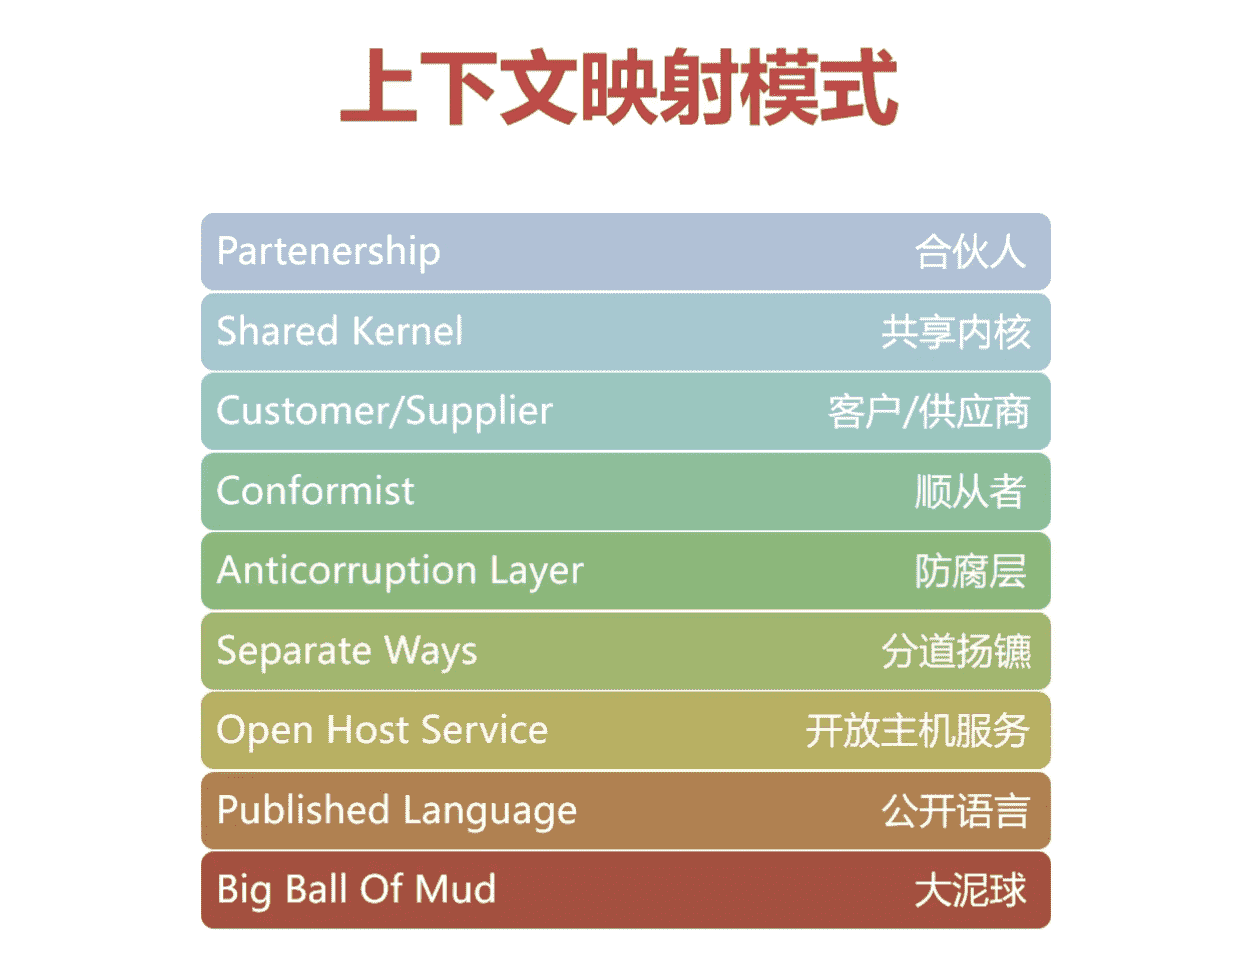 上下文映射模式
Partenership 合伙人
Shared Kernel 共享内核
Customer/Supplier 客户/供应商
Conformist 顺从者
Anticorruption Layer 防腐层
Separate Ways 分道扬镳
Open Host Service 开放主机服务
Published Language 公开语言
Big Ball Of Mud 大泥球